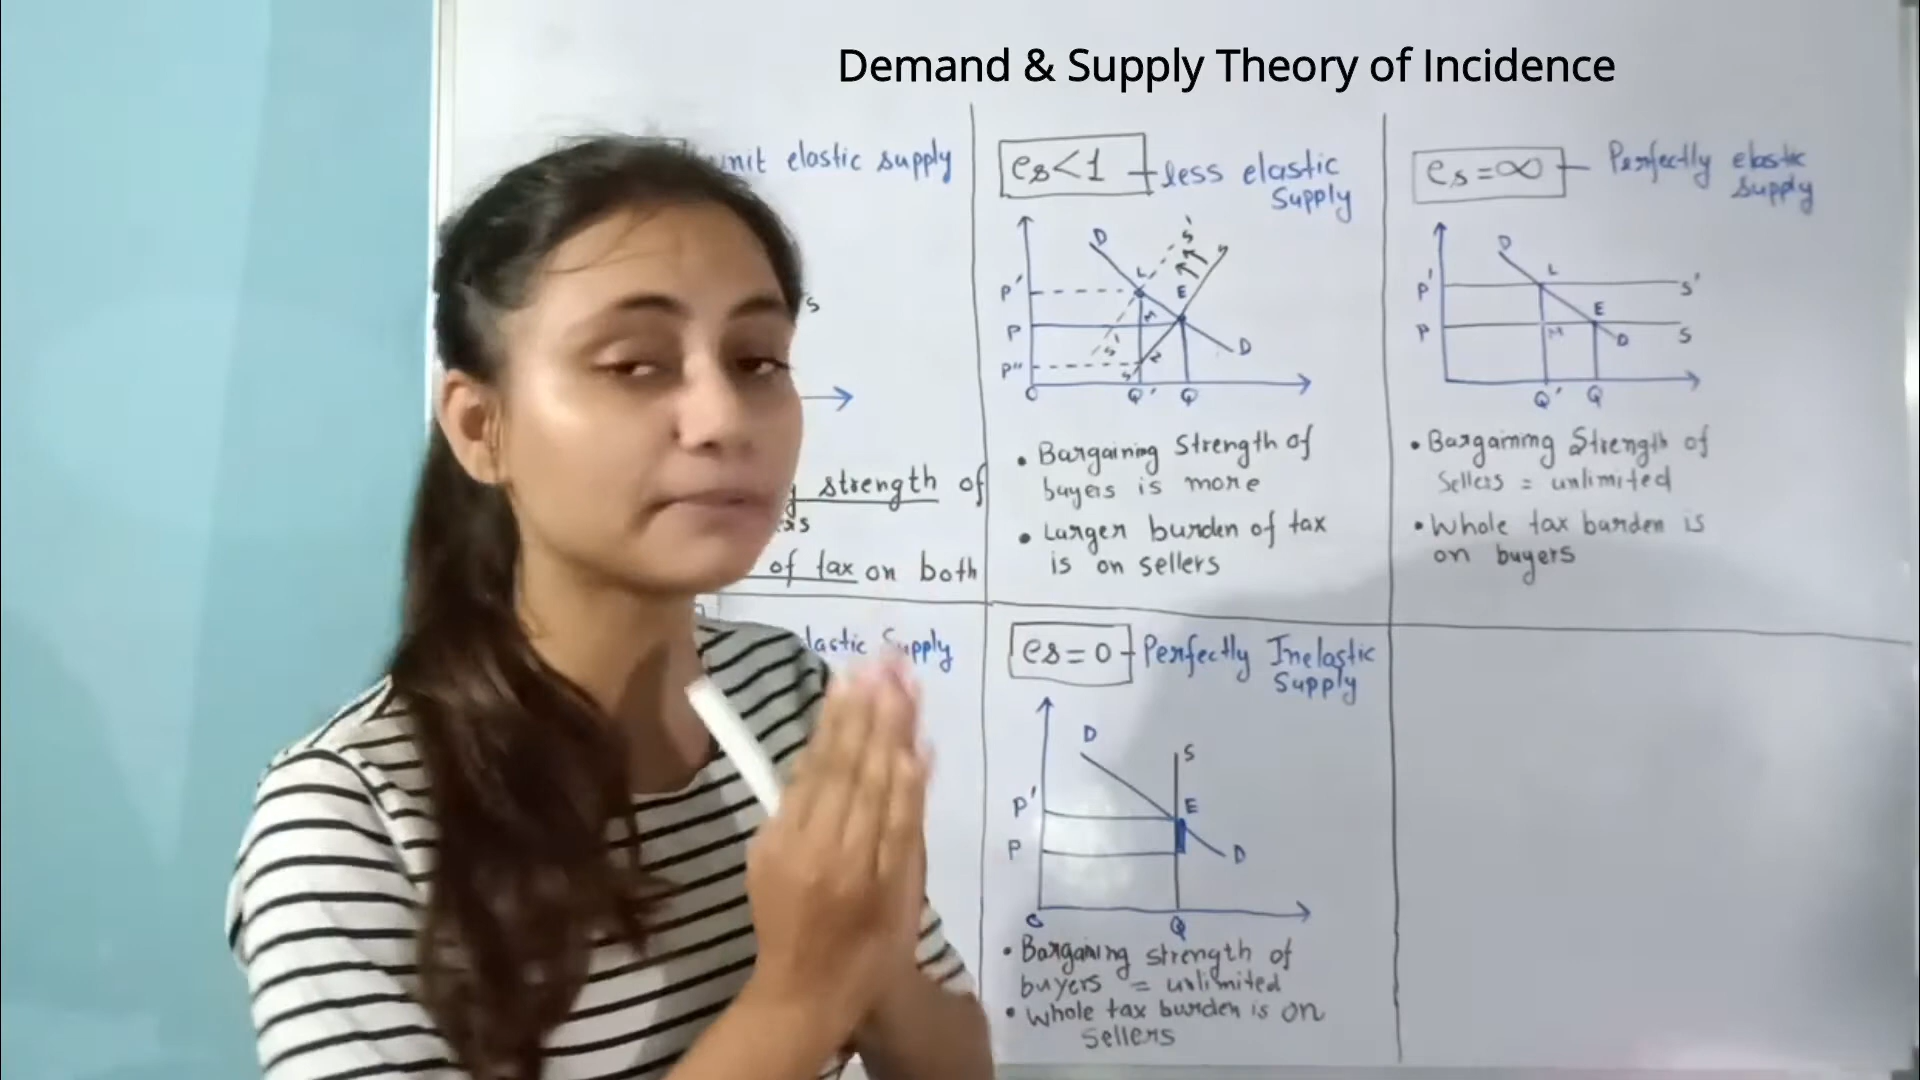 Demand & Supply Theory of Incidence
unit elastic supply
s
strength of
of tax on both
es<1 - less elastic
Supply
D
S'
S
L
P'
E
P
M
S'
D
P"
S
O
Q'
Q
• Bargaining Strength of
buyers is more
• Larger burden of tax
is on sellers
es=∞ - Perfectly elastic
supply
D
L
P'
S'
E
P
M
D
S
Q'
Q
• Bargaining Strength of
Sellers = unlimited
• Whole tax burden is
on buyers
lastic Supply
es=0 - Perfectly Inelastic
Supply
D
S
P'
E
P
D
O
Q
• Bargaining strength of
buyers = unlimited
• Whole tax burden is on
sellers